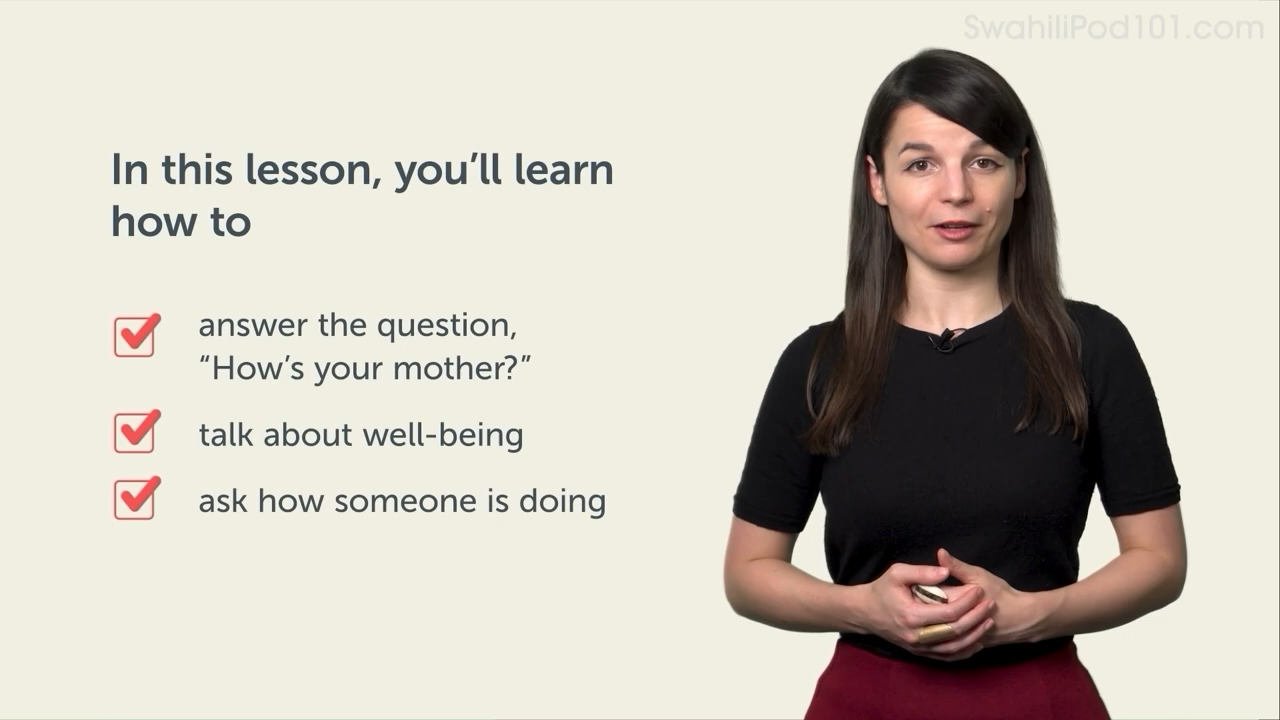 SwahiliPod101.com
In this lesson, you’ll learn
how to
answer the question,
“How’s your mother?”
talk about well-being
ask how someone is doing